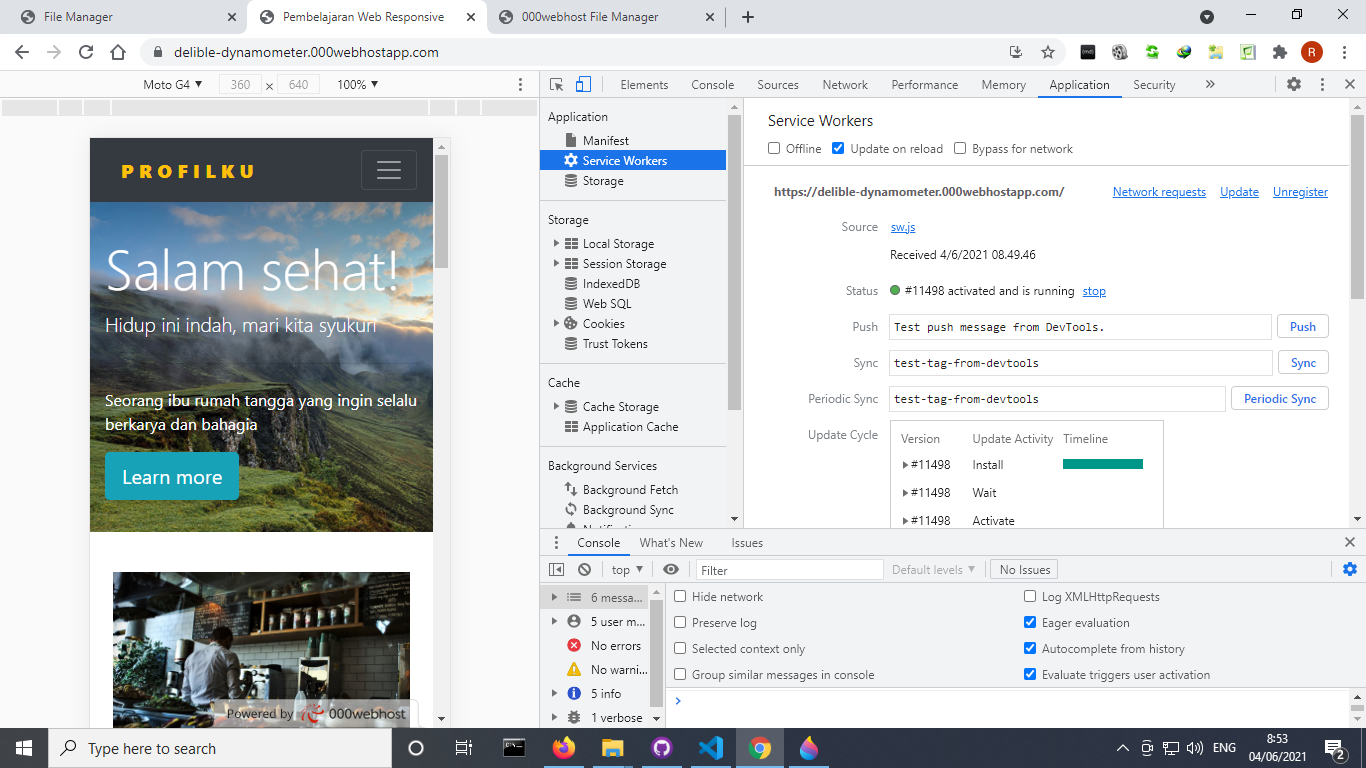 File Manager
Pembelajaran Web Responsive
000webhost File Manager
delible-dynamometer.000webhostapp.com
R
Moto G4 ▼ 360 × 640 100% ▼
Elements Console Sources Network Performance Memory Application Security »
PROFILKU
Salam sehat!
Hidup ini indah, mari kita syukuri
Seorang ibu rumah tangga yang ingin selalu
berkarya dan bahagia
Learn more
Powered by 000webhost
Application
Manifest
Service Workers
Storage
Storage
Local Storage
Session Storage
IndexedDB
Web SQL
Cookies
Trust Tokens
Cache
Cache Storage
Application Cache
Background Services
Background Fetch
Background Sync
Service Workers
Offline Update on reload Bypass for network
https://delible-dynamometer.000webhostapp.com/ Network requests Update Unregister
Source sw.js
Received 4/6/2021 08.49.46
Status #11498 activated and is running stop
Push Test push message from DevTools. Push
Sync test-tag-from-devtools Sync
Periodic Sync test-tag-from-devtools Periodic Sync
Update Cycle Version Update Activity Timeline
#11498 Install
#11498 Wait
#11498 Activate
Console What's New Issues
top ▼ Filter Default levels ▼ No Issues
6 messa...
5 user m...
No errors
No warni...
5 info
1 verbose
Hide network Log XMLHttpRequests
Preserve log Eager evaluation
Selected context only Autocomplete from history
Group similar messages in console Evaluate triggers user activation
Type here to search
ENG
8:53
04/06/2021
2